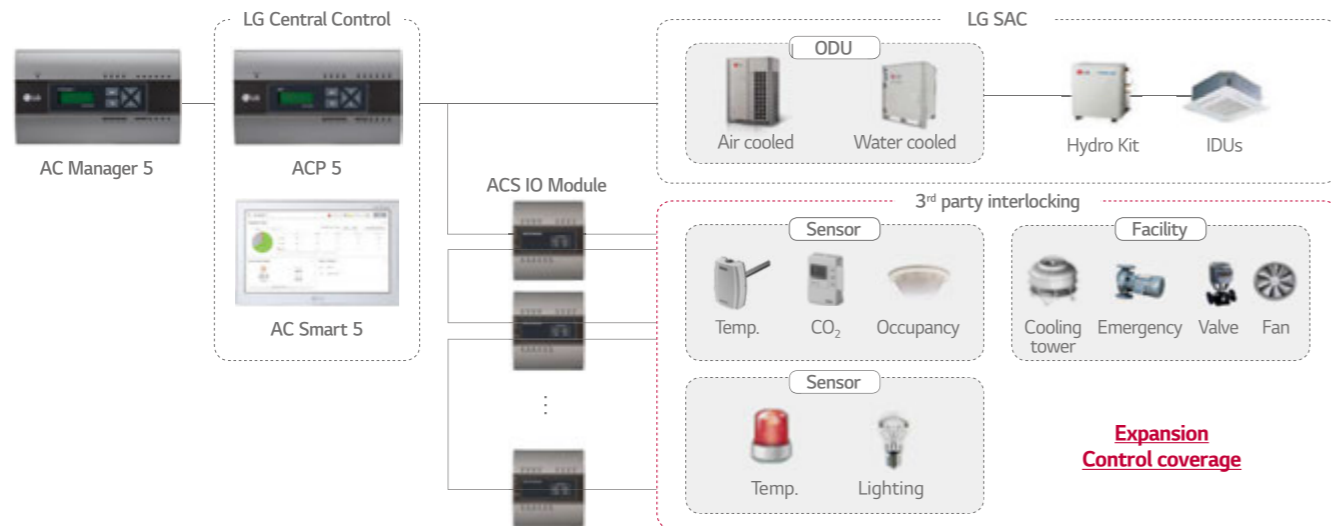 LG Central Control
LG SAC
ODU
Air cooled
Water cooled
Hydro Kit
IDUs
AC Manager 5
ACP 5
ACS IO Module
3rd party interlocking
Sensor
Facility
Temp.
CO2
Occupancy
Cooling
tower
Emergency
Valve
Fan
AC Smart 5
Sensor
Temp.
Lighting
Expansion
Control coverage